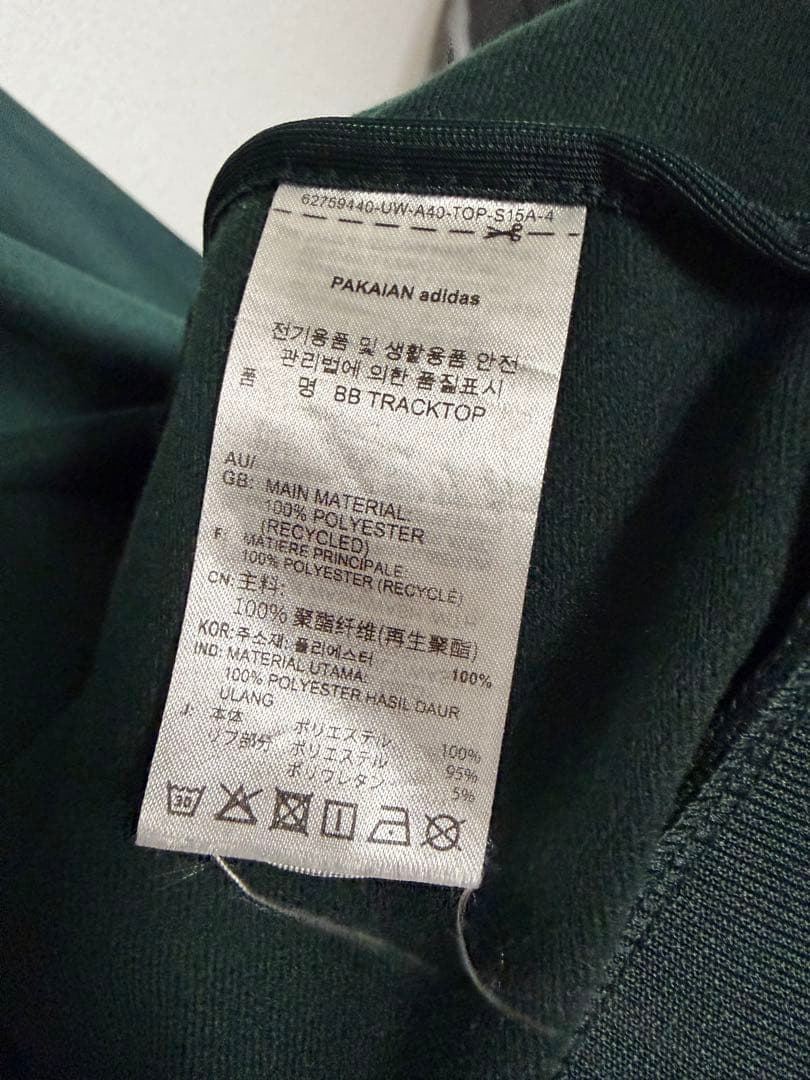 62769440-UW-A40-TOP-S15A-4
PAKAIAN adidas
전기용품 및 생활용품 안전
관리법에 의한 품질표시
품 명 BB TRACKTOP
AU/
GB: MAIN MATERIAL:
100% POLYESTER
(RECYCLED)
F: MATIERE PRINCIPALE:
100% POLYESTER (RECYCLÉ)
CN: 主料:
100% 聚酯纤维(再生聚酯)
KOR: 주소재: 폴리에스터 100%
IND: MATERIAL UTAMA:
100% POLYESTER HASIL DAUR
ULANG
J: 本体 ポリエステル 100%
リブ部分 ポリエステル 95%
ポリウレタン 5%
30